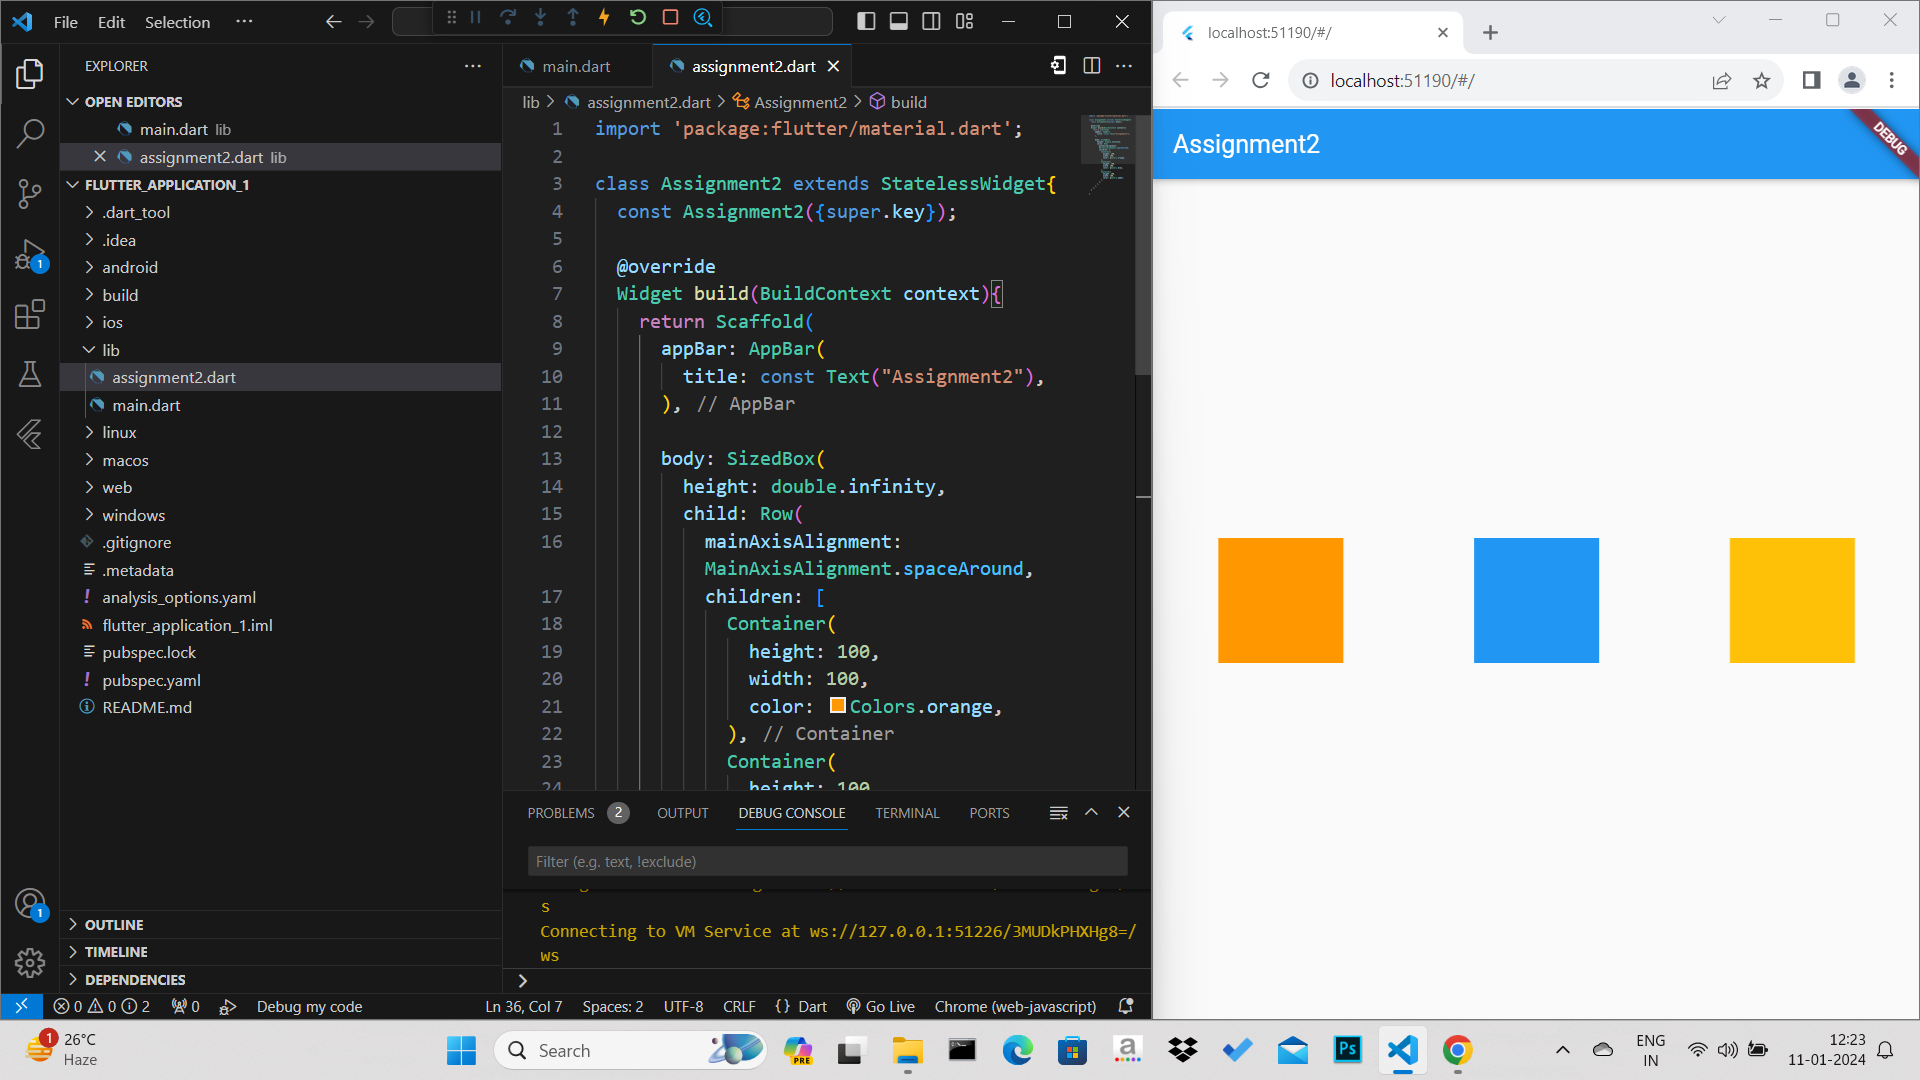 File Edit Selection ···
EXPLORER
OPEN EDITORS
main.dart lib
assignment2.dart lib
FLUTTER_APPLICATION_1
.dart_tool
.idea
android
build
ios
lib
assignment2.dart
main.dart
linux
macos
web
windows
.gitignore
.metadata
analysis_options.yaml
flutter_application_1.iml
pubspec.lock
pubspec.yaml
README.md
OUTLINE
TIMELINE
DEPENDENCIES
main.dart assignment2.dart
lib > assignment2.dart > Assignment2 > build
1 import 'package:flutter/material.dart';
2
3 class Assignment2 extends StatelessWidget{
4 const Assignment2({super.key});
5
6 @override
7 Widget build(BuildContext context){
8 return Scaffold(
9 appBar: AppBar(
10 title: const Text("Assignment2"),
11 ), // AppBar
12
13 body: SizedBox(
14 height: double.infinity,
15 child: Row(
16 mainAxisAlignment:
MainAxisAlignment.spaceAround,
17 children: [
18 Container(
19 height: 100,
20 width: 100,
21 color: Colors.orange,
22 ), // Container
23 Container(
24 height: 100
PROBLEMS 2 OUTPUT DEBUG CONSOLE TERMINAL PORTS
Filter (e.g. text, !exclude)
s
Connecting to VM Service at ws://127.0.0.1:51226/3MUDkPHXHg8=/
ws
0 0 2 0 Debug my code Ln 36, Col 7 Spaces: 2 UTF-8 CRLF {} Dart Go Live Chrome (web-javascript)
localhost:51190/#/
localhost:51190/#/
Assignment2
DEBUG
1 26°C
Haze
Search
PRE
a
Ps
ENG
IN
12:23
11-01-2024